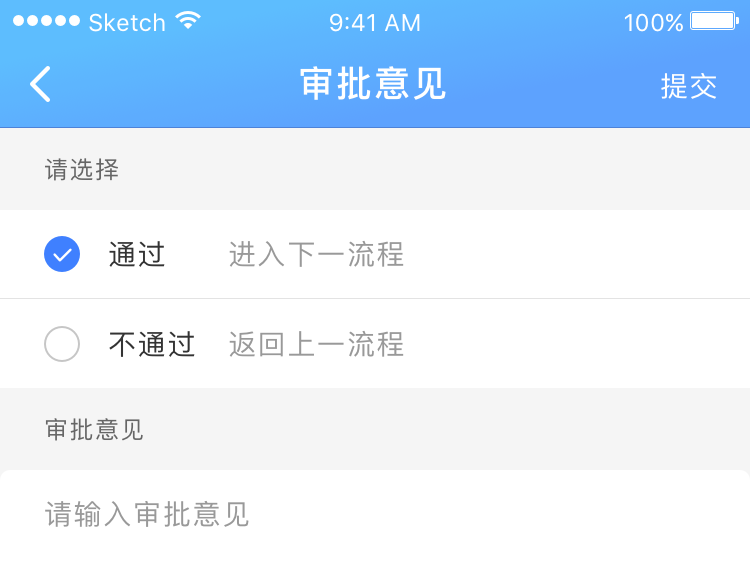 Sketch 9:41 AM 100%
审批意见 提交
请选择
通过 进入下一流程
不通过 返回上一流程
审批意见
请输入审批意见